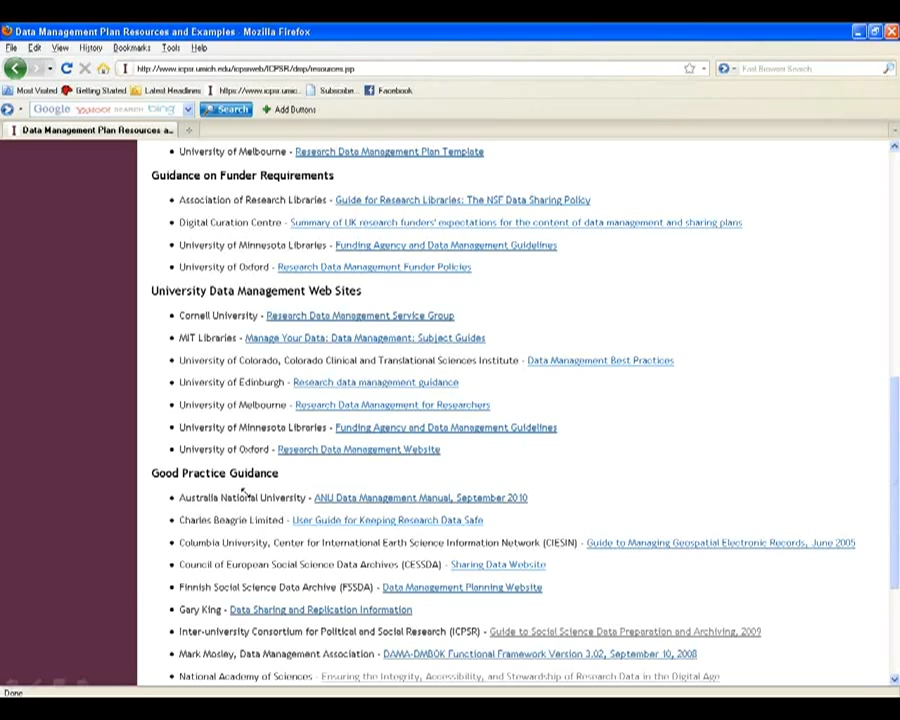 Data Management Plan Resources and Examples - Mozilla Firefox
File Edit View History Bookmarks Tools Help
http://www.icpsr.umich.edu/icpsrweb/ICPSR/dmp/resources.jsp
Most Visited Getting Started Latest Headlines https://www.icpsr.umic... Subscribe... Facebook
Google YAHOO! SEARCH bing Search Add Buttons
Data Management Plan Resources a...
• University of Melbourne - Research Data Management Plan Template
Guidance on Funder Requirements
• Association of Research Libraries - Guide for Research Libraries: The NSF Data Sharing Policy
• Digital Curation Centre - Summary of UK research funders' expectations for the content of data management and sharing plans
• University of Minnesota Libraries - Funding Agency and Data Management Guidelines
• University of Oxford - Research Data Management Funder Policies
University Data Management Web Sites
• Cornell University - Research Data Management Service Group
• MIT Libraries - Manage Your Data: Data Management: Subject Guides
• University of Colorado, Colorado Clinical and Translational Sciences Institute - Data Management Best Practices
• University of Edinburgh - Research data management guidance
• University of Melbourne - Research Data Management for Researchers
• University of Minnesota Libraries - Funding Agency and Data Management Guidelines
• University of Oxford - Research Data Management Website
Good Practice Guidance
• Australia National University - ANU Data Management Manual, September 2010
• Charles Beagrie Limited - User Guide for Keeping Research Data Safe
• Columbia University, Center for International Earth Science Information Network (CIESIN) - Guide to Managing Geospatial Electronic Records, June 2005
• Council of European Social Science Data Archives (CESSDA) - Sharing Data Website
• Finnish Social Science Data Archive (FSSDA) - Data Management Planning Website
• Gary King - Data Sharing and Replication Information
• Inter-university Consortium for Political and Social Research (ICPSR) - Guide to Social Science Data Preparation and Archiving, 2009
• Mark Mosley, Data Management Association - DAMA-DMBOK Functional Framework Version 3.02, September 10, 2008
• National Academy of Sciences - Ensuring the Integrity, Accessibility, and Stewardship of Research Data in the Digital Age
Done